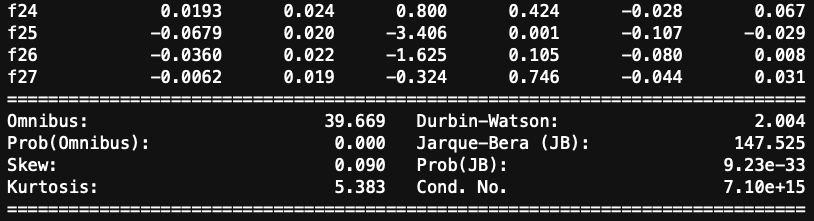 f24 0.0193 0.024 0.800 0.424 -0.028 0.067
f25 -0.0679 0.020 -3.406 0.001 -0.107 -0.029
f26 -0.0360 0.022 -1.625 0.105 -0.080 0.008
f27 -0.0062 0.019 -0.324 0.746 -0.044 0.031
==============================================================================
Omnibus: 39.669 Durbin-Watson: 2.004
Prob(Omnibus): 0.000 Jarque-Bera (JB): 147.525
Skew: 0.090 Prob(JB): 9.23e-33
Kurtosis: 5.383 Cond. No. 7.10e+15
==============================================================================